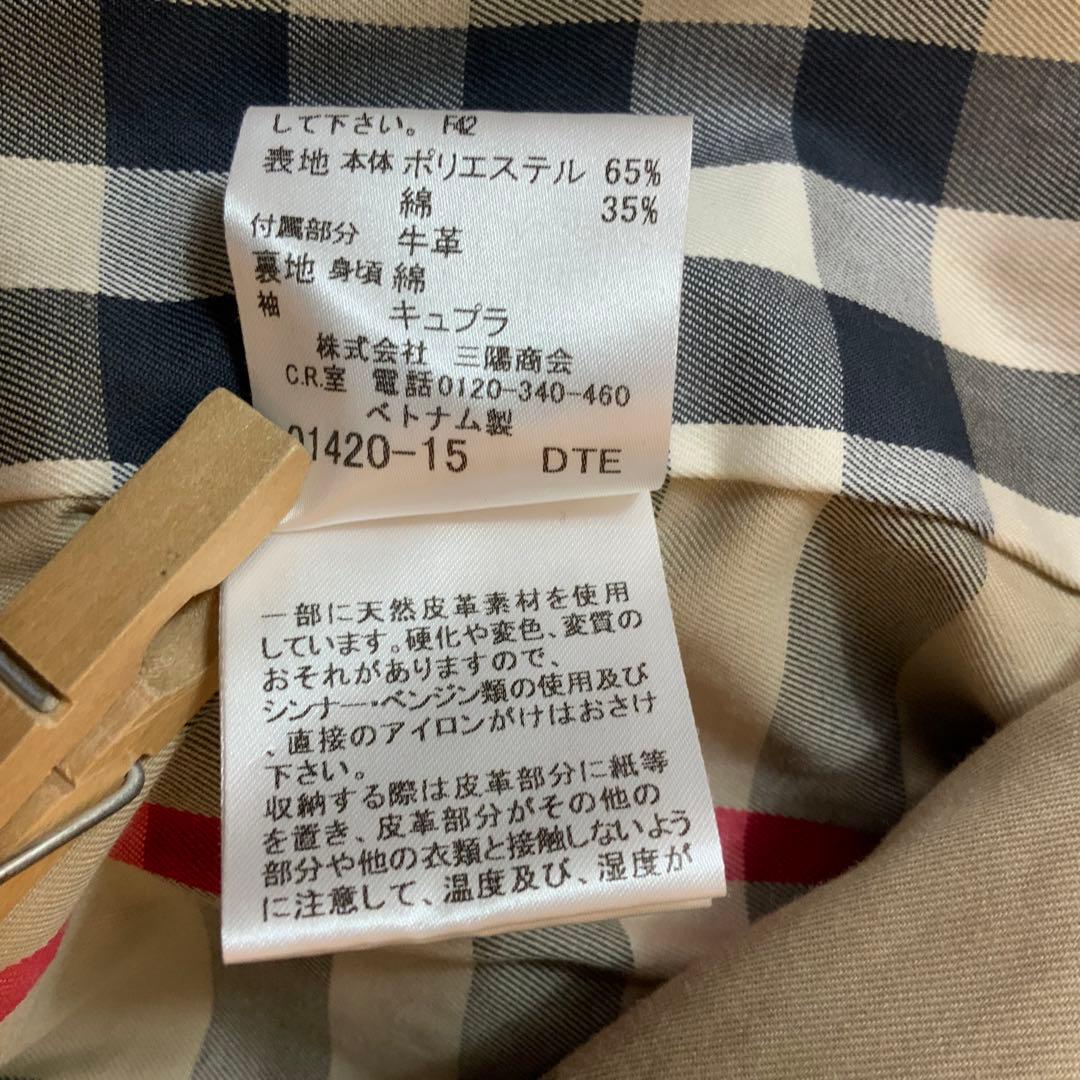 して下さい。 F42
表地 本体 ポリエステル 65%
綿 35%
付属部分 牛革
裏地 身頃 綿
袖 キュプラ
株式会社 三陽商会
C.R.室 電話0120-340-460
ベトナム製
01420-15 DTE
一部に天然皮革素材を使用
しています。硬化や変色、変質の
おそれがありますので、
シンナー・ベンジン類の使用及び
、直接のアイロンがけはおさけ
下さい。
収納する際は皮革部分に紙等
を置き、皮革部分がその他の
部分や他の衣類と接触しないよう
に注意して、温度及び、湿度が